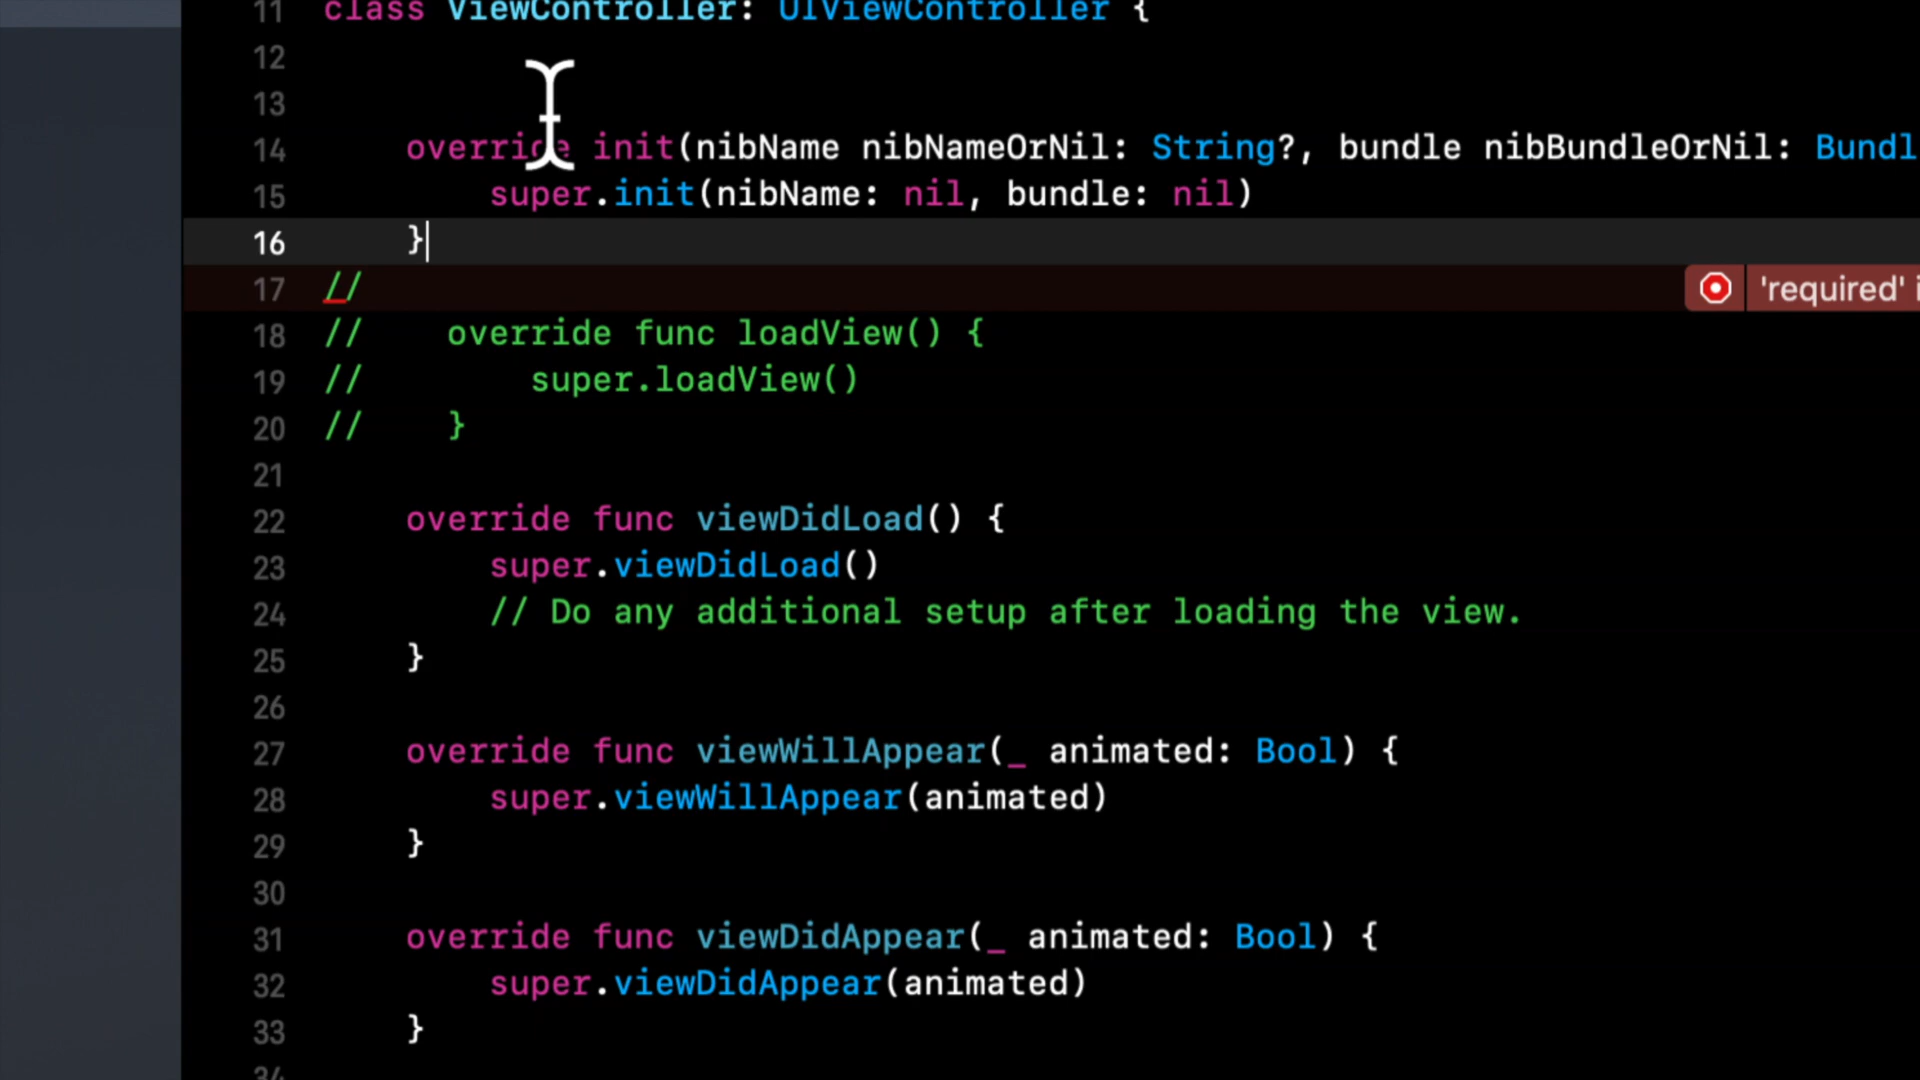 11 class ViewController: UIViewController {
12
13
14 override init(nibName nibNameOrNil: String?, bundle nibBundleOrNil: Bundl
15 super.init(nibName: nil, bundle: nil)
16 }
17 // 'required' i
18 // override func loadView() {
19 // super.loadView()
20 // }
21
22 override func viewDidLoad() {
23 super.viewDidLoad()
24 // Do any additional setup after loading the view.
25 }
26
27 override func viewWillAppear(_ animated: Bool) {
28 super.viewWillAppear(animated)
29 }
30
31 override func viewDidAppear(_ animated: Bool) {
32 super.viewDidAppear(animated)
33 }
34